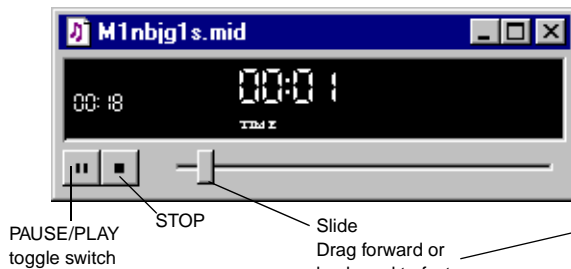 M1nbjg1s.mid
00:18
00:01
TIME
STOP
PAUSE/PLAY
toggle switch
Slide
Drag forward or